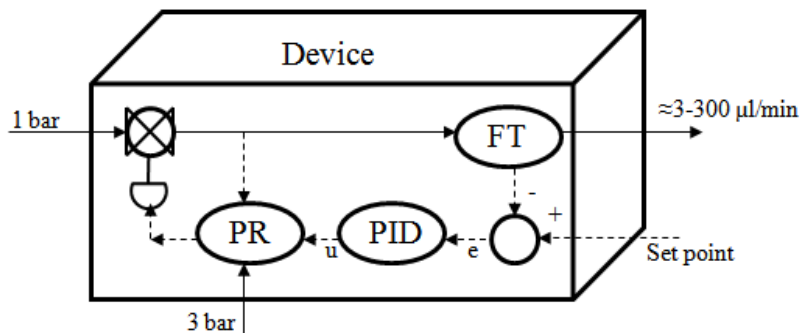 Device
1 bar
≈3-300 µl/min
FT
-
+
PR
PID
u
e
Set point
3 bar